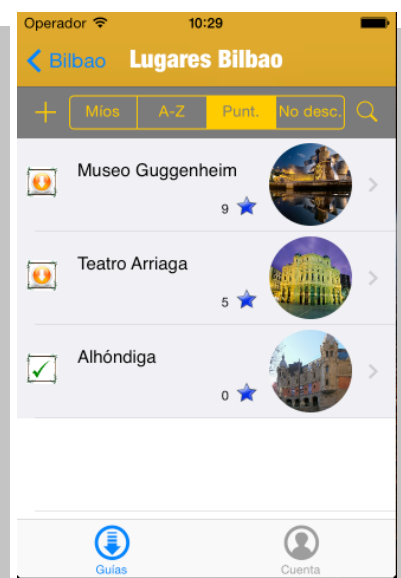 Operador 10:29
Bilbao Lugares Bilbao
Míos A-Z Punt. No desc.
Museo Guggenheim
9
Teatro Arriaga
5
Alhóndiga
0
Guías Cuenta